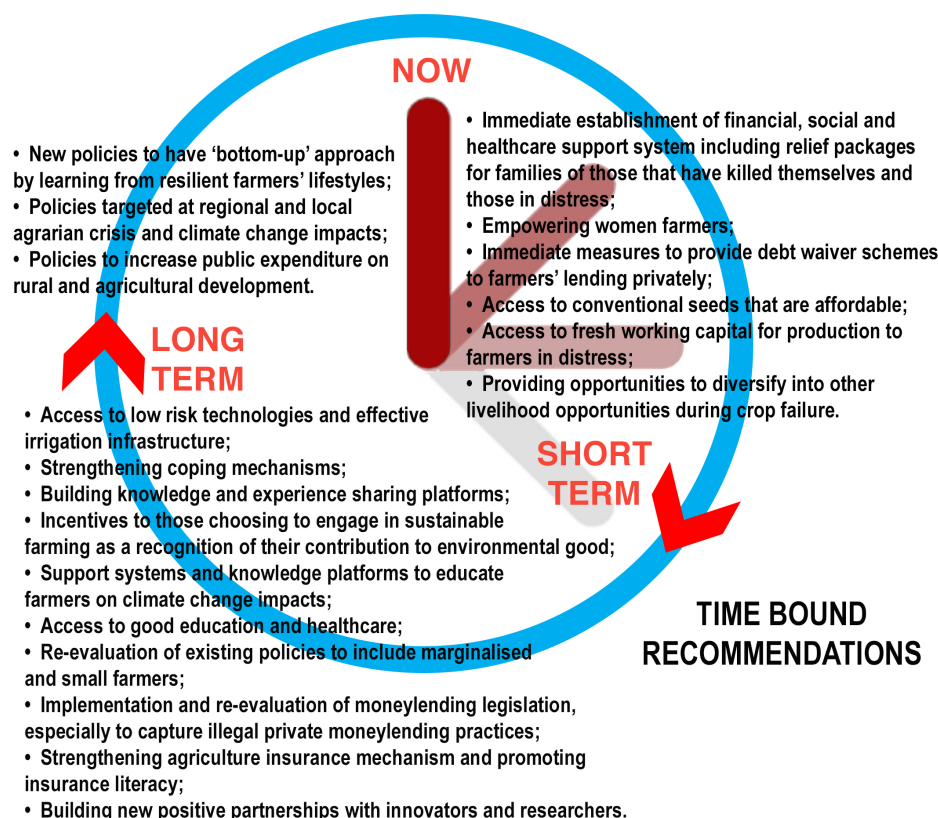 NOW
• Immediate establishment of financial, social and
healthcare support system including relief packages
for families of those that have killed themselves and
those in distress;
• Empowering women farmers;
• Immediate measures to provide debt waiver schemes
to farmers’ lending privately;
• Access to conventional seeds that are affordable;
• Access to fresh working capital for production to
farmers in distress;
• Providing opportunities to diversify into other
livelihood opportunities during crop failure.
SHORT
TERM
• Access to low risk technologies and effective
irrigation infrastructure;
• Strengthening coping mechanisms;
• Building knowledge and experience sharing platforms;
• Incentives to those choosing to engage in sustainable
farming as a recognition of their contribution to environmental good;
• Support systems and knowledge platforms to educate
farmers on climate change impacts;
• Access to good education and healthcare;
• Re-evaluation of existing policies to include marginalised
and small farmers;
• Implementation and re-evaluation of moneylending legislation,
especially to capture illegal private moneylending practices;
• Strengthening agriculture insurance mechanism and promoting
insurance literacy;
• Building new positive partnerships with innovators and researchers.
LONG
TERM
• New policies to have ‘bottom-up’ approach
by learning from resilient farmers’ lifestyles;
• Policies targeted at regional and local
agrarian crisis and climate change impacts;
• Policies to increase public expenditure on
rural and agricultural development.
TIME BOUND
RECOMMENDATIONS